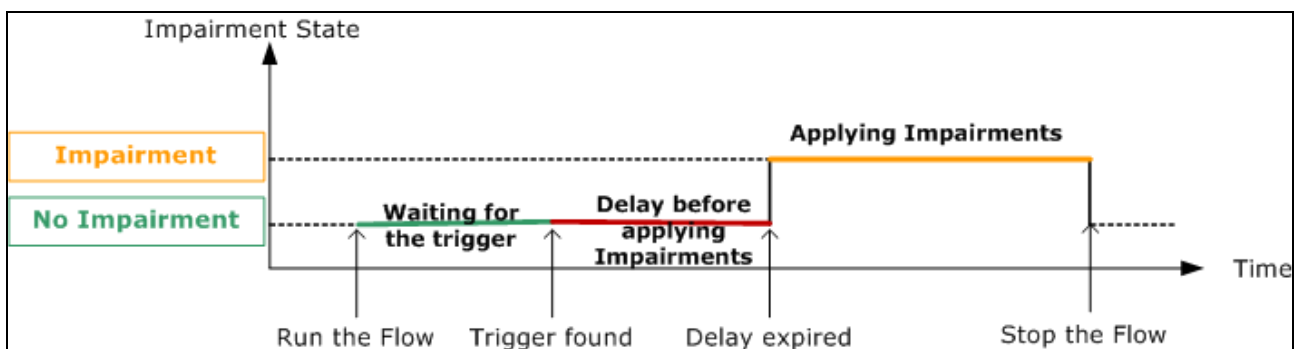 Impairment State
Applying Impairments
Impairment
No Impairment
Waiting for
the trigger
Delay before
applying
Impairments
Time
Run the Flow
Trigger found
Delay expired
Stop the Flow